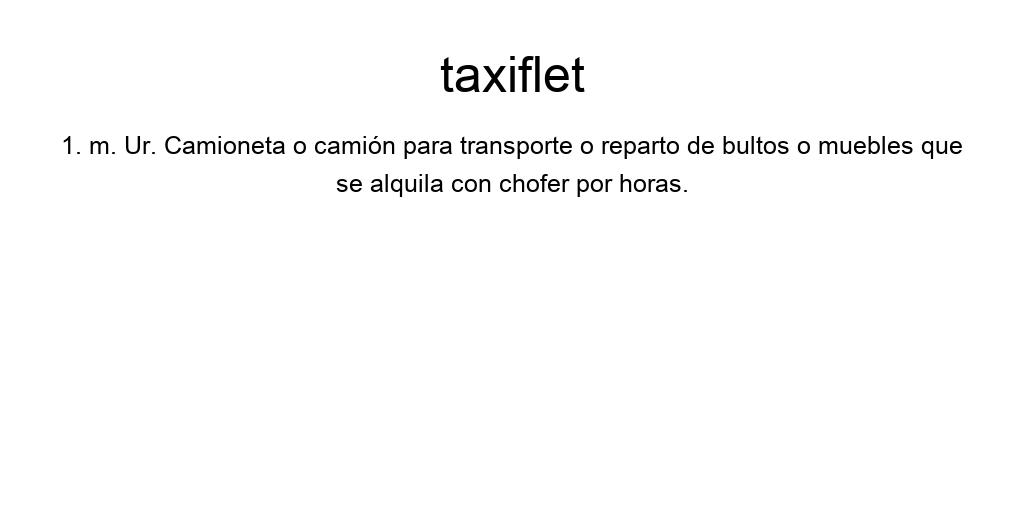 taxiflet
1. m. Ur. Camioneta o camión para transporte o reparto de bultos o muebles que
se alquila con chofer por horas.